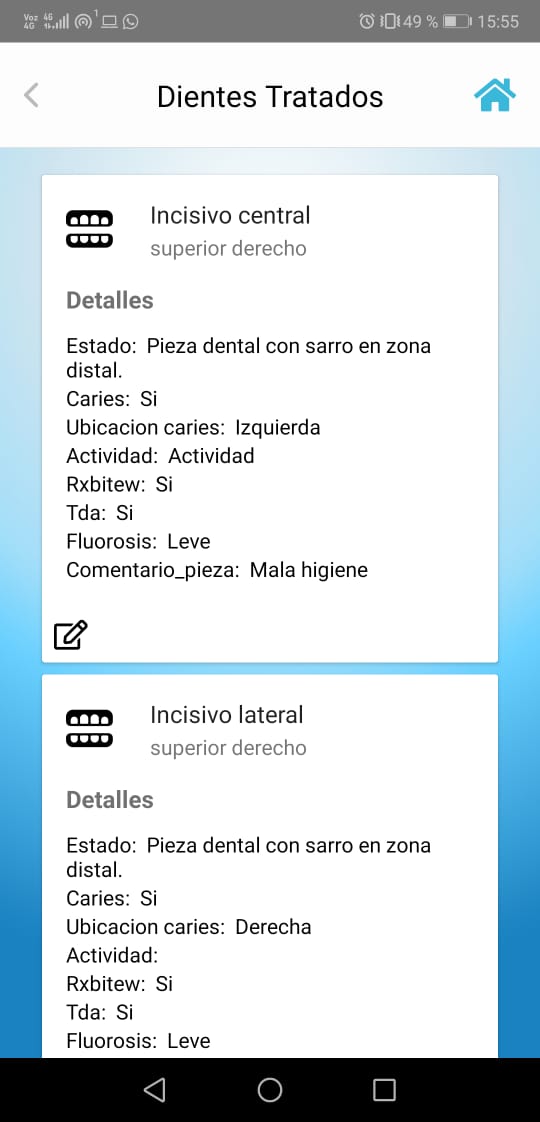 Voz 4G 4G 1 49 % 15:55
Dientes Tratados
Incisivo central
superior derecho
Detalles
Estado: Pieza dental con sarro en zona
distal.
Caries: Si
Ubicacion caries: Izquierda
Actividad: Actividad
Rxbitew: Si
Tda: Si
Fluorosis: Leve
Comentario_pieza: Mala higiene
Incisivo lateral
superior derecho
Detalles
Estado: Pieza dental con sarro en zona
distal.
Caries: Si
Ubicacion caries: Derecha
Actividad:
Rxbitew: Si
Tda: Si
Fluorosis: Leve